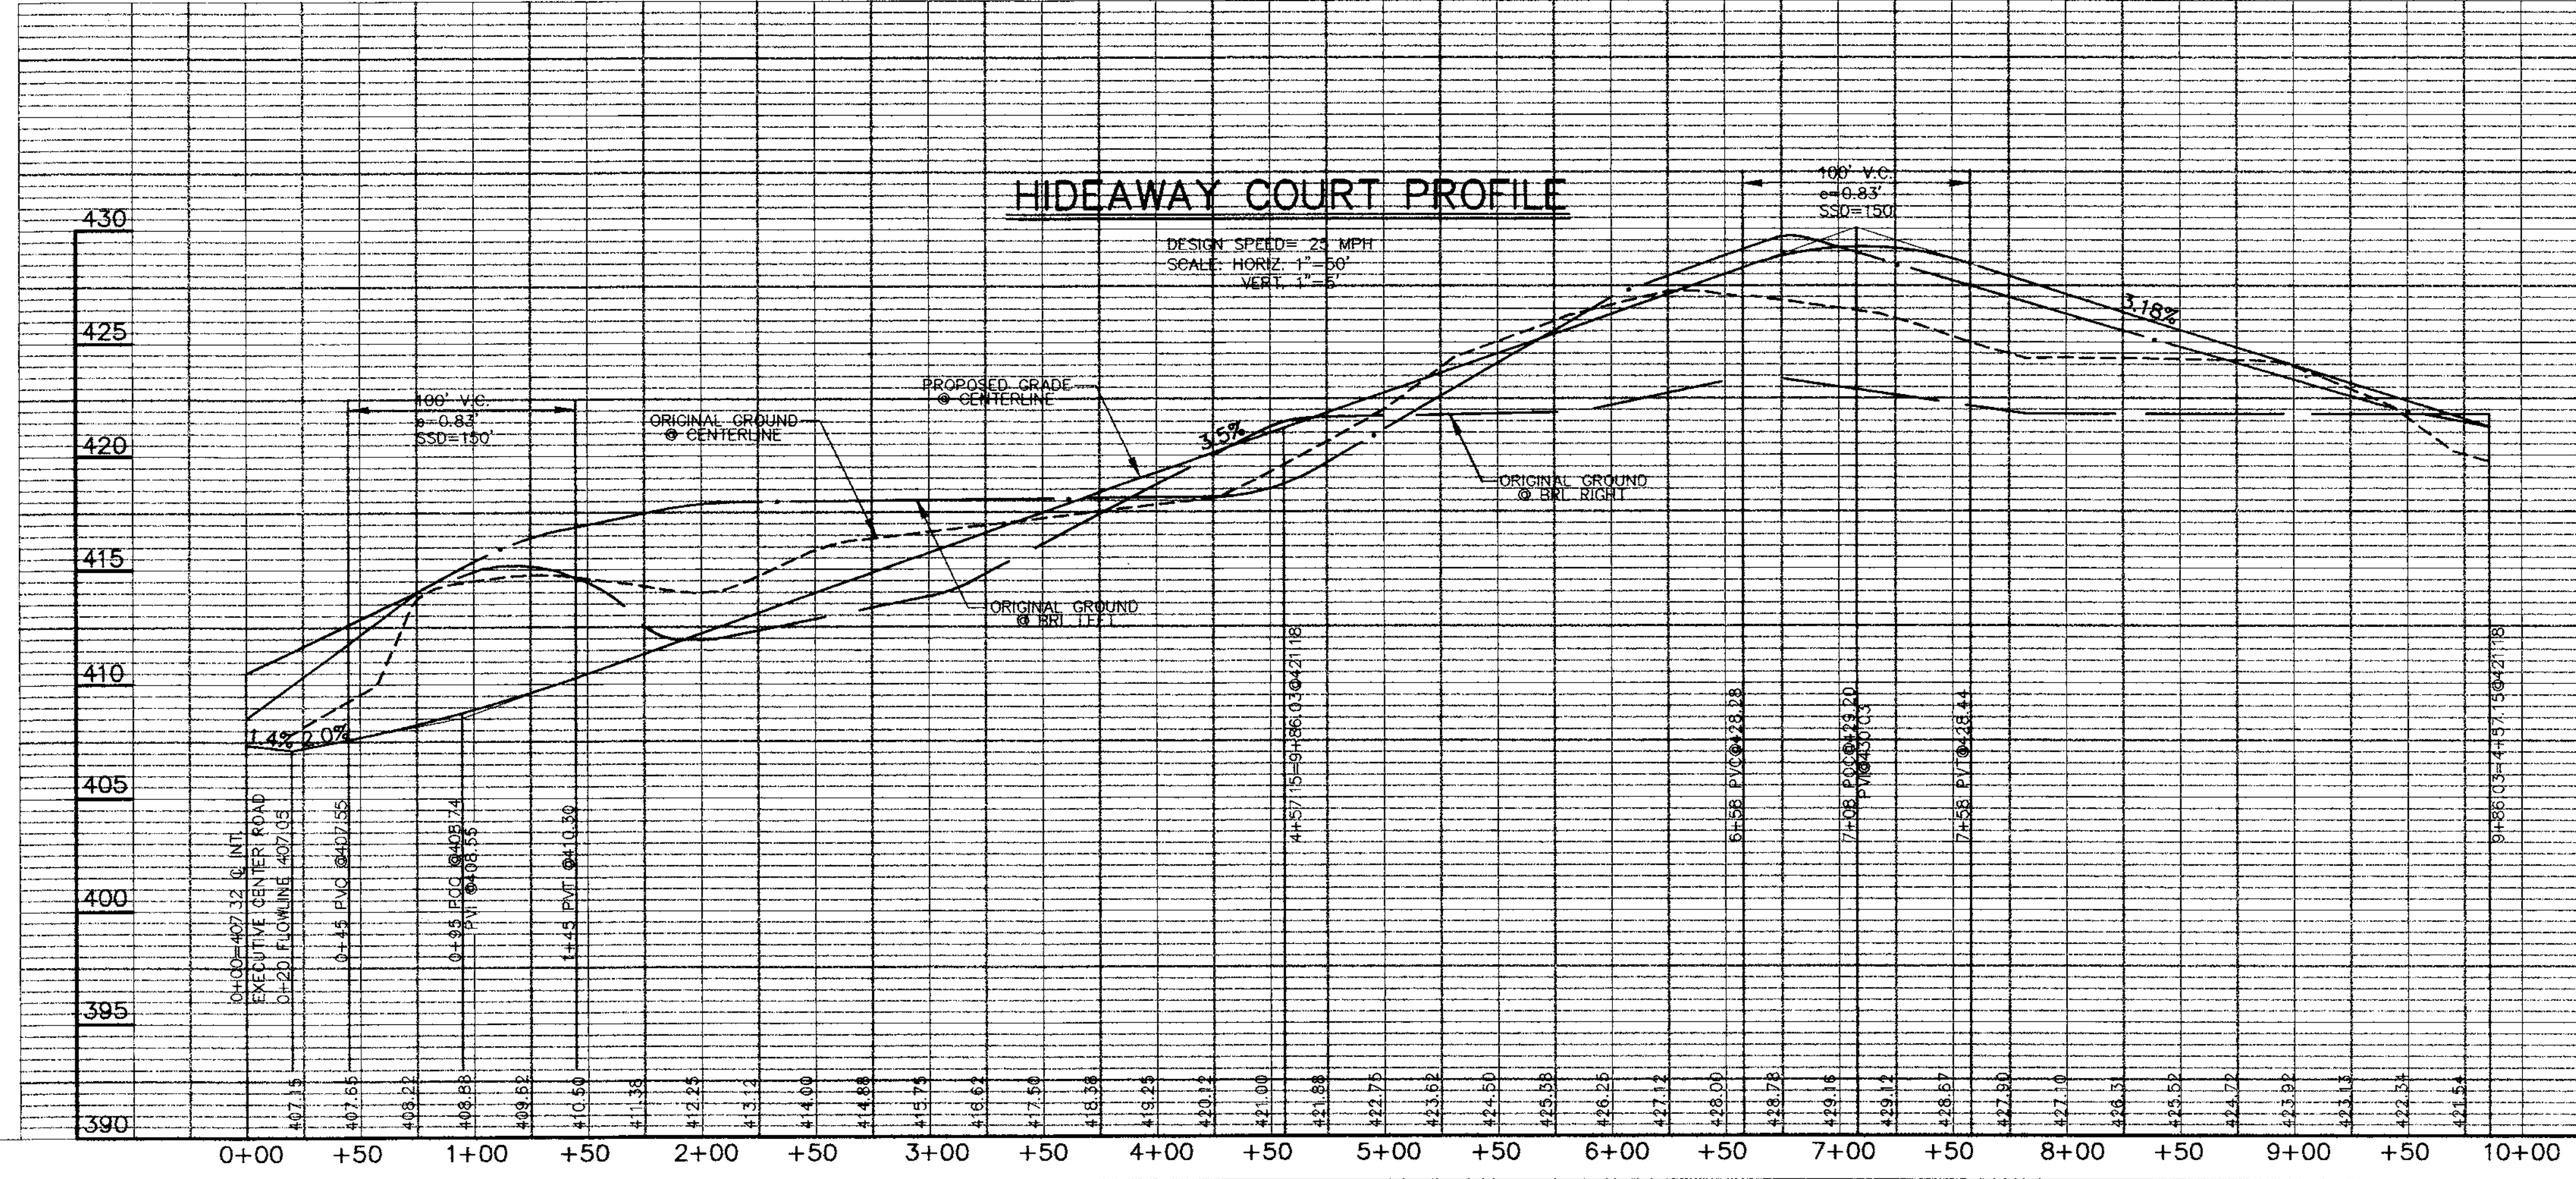 HIDEAWAY COURT PROFILE
DESIGN SPEED= 25 MPH
SCALE: HORIZ. 1"=50'
VERT. 1"=5'
100' V.C.
e=0.83'
SSD=150'
430
425
420
415
410
405
400
395
390
100' V.C.
e=0.83'
SSD=150'
ORIGINAL GROUND
@ CENTERLINE
PROPOSED GRADE
@ CENTERLINE
3.5%
3.18%
ORIGINAL GROUND
@ BRL RIGHT
ORIGINAL GROUND
@ BRL LEFT
1.4%
2.0%
0+00=407.32 ℄ INT.
EXECUTIVE CENTER ROAD
0+20 FLOWLINE 407.05
0+45 PVC @407.55
0+95 POC @408.74
PVI @408.55
1+45 PVT @410.30
4+57.15=9+86.03@421.18
6+58 PVC@428.28
7+08 POC@429.20
PVI@430.03
7+58 PVT@428.44
9+86.03=4+57.15@421.18
407.15
407.65
408.22
408.88
409.62
410.50
411.38
412.25
413.12
414.00
414.88
415.75
416.62
417.50
418.38
419.25
420.12
421.00
421.88
422.75
423.62
424.50
425.38
426.25
427.12
428.00
428.78
429.16
429.12
428.67
427.90
427.10
426.31
425.52
424.72
423.92
423.13
422.34
421.54
0+00 +50 1+00 +50 2+00 +50 3+00 +50 4+00 +50 5+00 +50 6+00 +50 7+00 +50 8+00 +50 9+00 +50 10+00